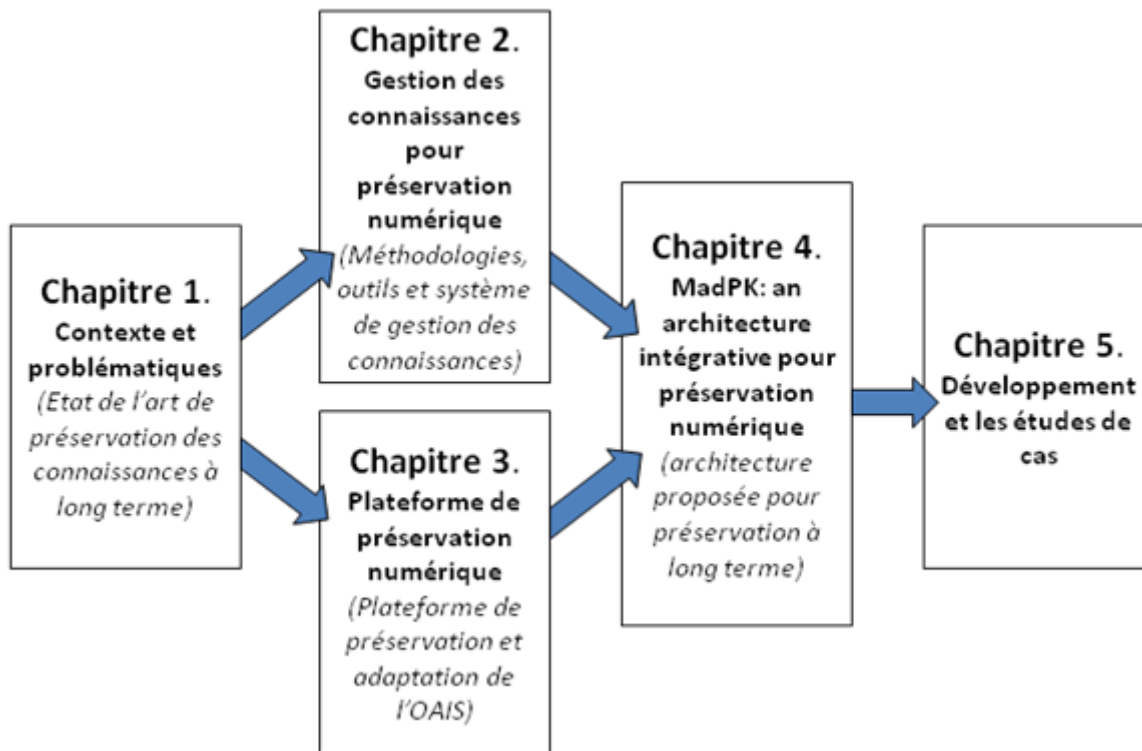 Chapitre 1.
Contexte et
problématiques
(Etat de l'art de
préservation des
connaissances à
long terme)
Chapitre 2.
Gestion des
connaissances
pour
préservation
numérique
(Méthodologies,
outils et système
de gestion des
connaissances)
Chapitre 3.
Plateforme de
préservation
numérique
(Plateforme de
préservation et
adaptation de
l'OAIS)
Chapitre 4.
MadPK: an
architecture
intégrative pour
préservation
numérique
(architecture
proposée pour
préservation à
long terme)
Chapitre 5.
Développement
et les études de
cas